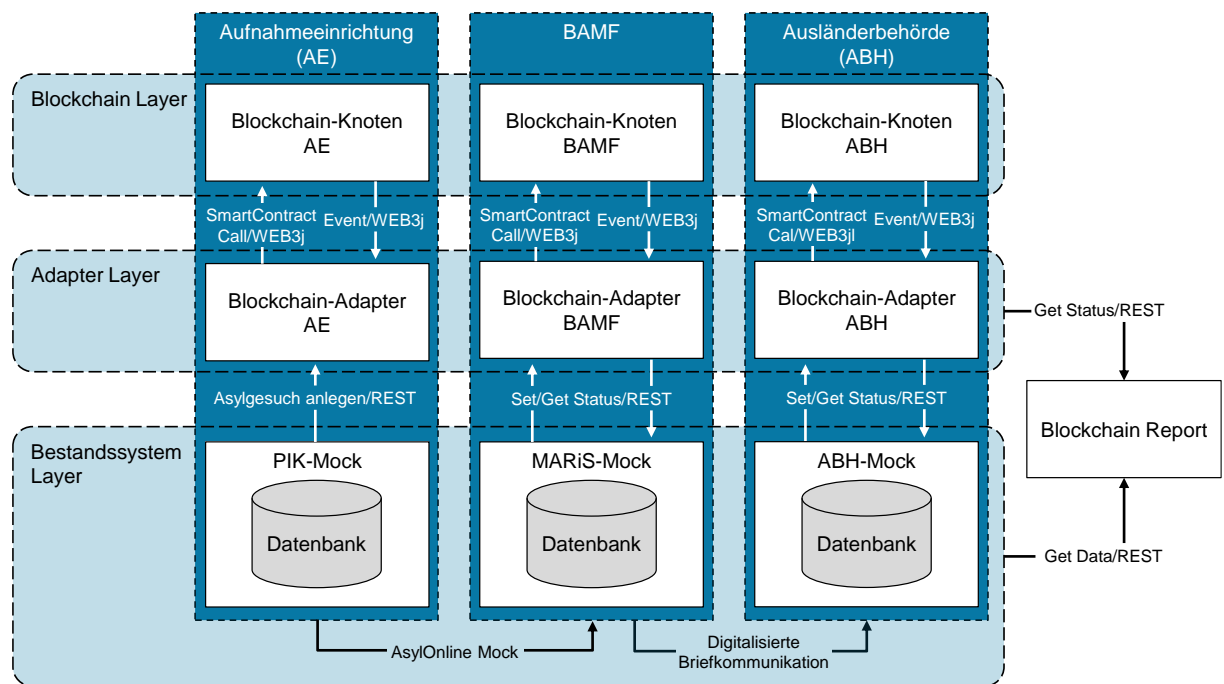 Aufnahmeeinrichtung
(AE)
BAMF
Ausländerbehörde
(ABH)
Blockchain Layer
Blockchain-Knoten
AE
Blockchain-Knoten
BAMF
Blockchain-Knoten
ABH
SmartContract
Call/WEB3j
Event/WEB3j
SmartContract
Call/WEB3j
Event/WEB3j
SmartContract
Cal/WEB3jl
Event/WEB3j
Adapter Layer
Blockchain-Adapter
AE
Blockchain-Adapter
BAMF
Blockchain-Adapter
ABH
Get Status/REST
Asylgesuch anlegen/REST
Set/Get Status/REST
Set/Get Status/REST
Blockchain Report
Bestandssystem
Layer
PIK-Mock
Datenbank
MARiS-Mock
Datenbank
ABH-Mock
Datenbank
Get Data/REST
AsylOnline Mock
Digitalisierte
Briefkommunikation